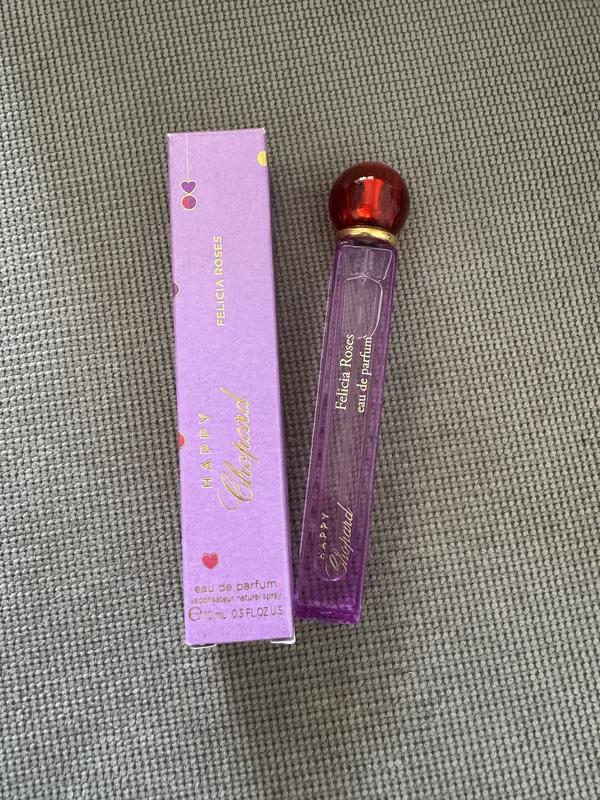 FELICIA ROSES
HAPPY
Chopard
eau de parfum
vaporisateur natural spray
℮ 10 mL 0.3 FL.OZ.U.S.
Felicia Roses
eau de parfum
HAPPY
Chopard